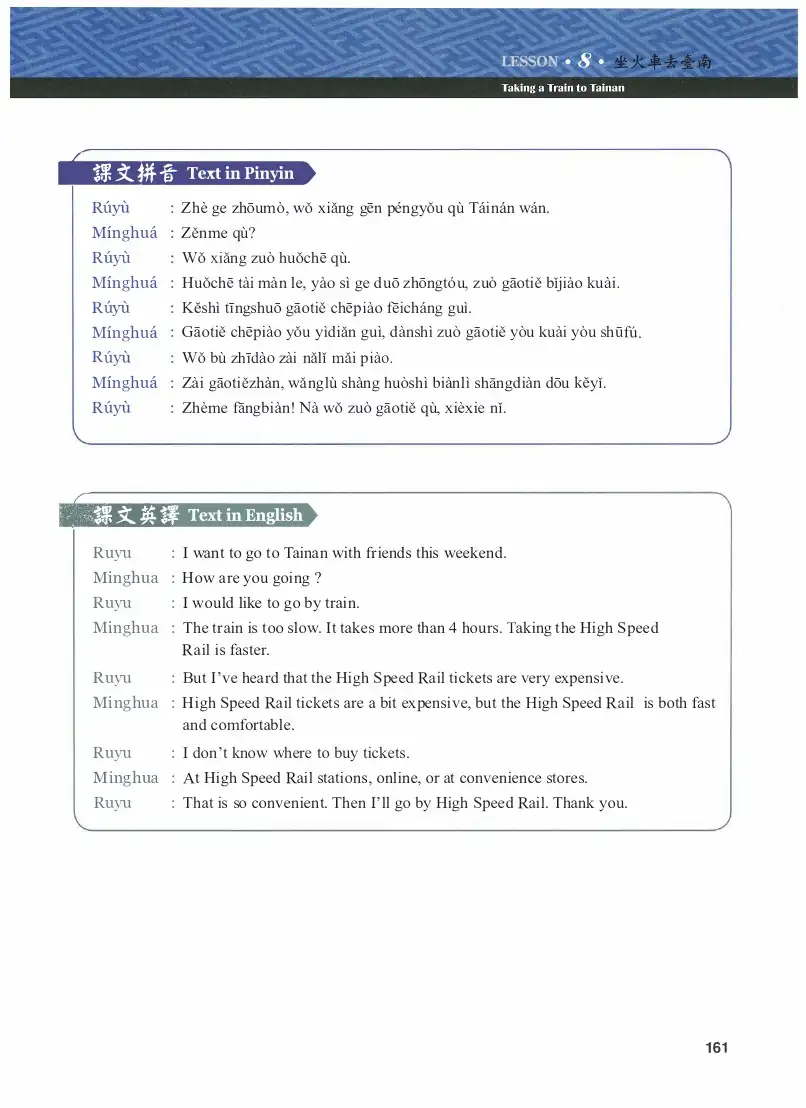 LESSON • 8 • 坐火車去臺南
Taking a Train to Tainan
課文拼音 Text in Pinyin
Rúyù : Zhè ge zhōumò, wǒ xiǎng gēn péngyǒu qù Táinán wán.
Mínghuá : Zěnme qù?
Rúyù : Wǒ xiǎng zuò huǒchē qù.
Mínghuá : Huǒchē tài màn le, yào sì ge duō zhōngtóu, zuò gāotiě bǐjiào kuài.
Rúyù : Kěshì tīngshuō gāotiě chēpiào fēicháng guì.
Mínghuá : Gāotiě chēpiào yǒu yìdiǎn guì, dànshì zuò gāotiě yòu kuài yòu shūfú.
Rúyù : Wǒ bù zhīdào zài nǎlǐ mǎi piào.
Mínghuá : Zài gāotiězhàn, wǎnglù shàng huòshì biànlì shāngdiàn dōu kěyǐ.
Rúyù : Zhème fāngbiàn! Nà wǒ zuò gāotiě qù, xièxie nǐ.
課文英譯 Text in English
Ruyu : I want to go to Tainan with friends this weekend.
Minghua : How are you going ?
Ruyu : I would like to go by train.
Minghua : The train is too slow. It takes more than 4 hours. Taking the High Speed
Rail is faster.
Ruyu : But I've heard that the High Speed Rail tickets are very expensive.
Minghua : High Speed Rail tickets are a bit expensive, but the High Speed Rail is both fast
and comfortable.
Ruyu : I don't know where to buy tickets.
Minghua : At High Speed Rail stations, online, or at convenience stores.
Ruyu : That is so convenient. Then I'll go by High Speed Rail. Thank you.
161